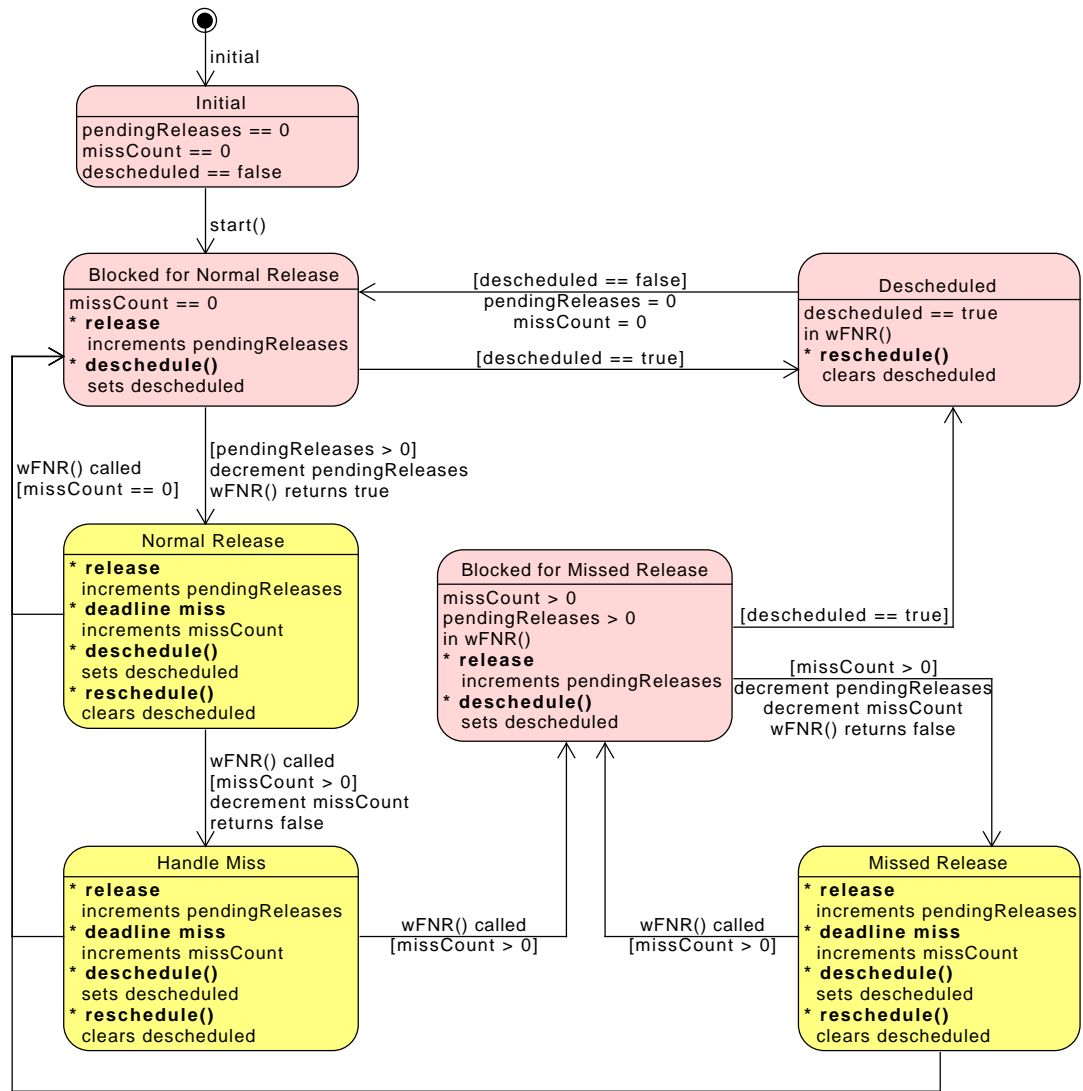 initial
Initial
pendingReleases == 0
missCount == 0
descheduled == false
start()
Blocked for Normal Release
missCount == 0
* release
increments pendingReleases
* deschedule()
sets descheduled
[descheduled == false]
pendingReleases = 0
missCount = 0
[descheduled == true]
Descheduled
descheduled == true
in wFNR()
* reschedule()
clears descheduled
wFNR() called
[missCount == 0]
[pendingReleases > 0]
decrement pendingReleases
wFNR() returns true
Normal Release
* release
increments pendingReleases
* deadline miss
increments missCount
* deschedule()
sets descheduled
* reschedule()
clears descheduled
Blocked for Missed Release
missCount > 0
pendingReleases > 0
in wFNR()
* release
increments pendingReleases
* deschedule()
sets descheduled
[descheduled == true]
[missCount > 0]
decrement pendingReleases
decrement missCount
wFNR() returns false
wFNR() called
[missCount > 0]
decrement missCount
returns false
Handle Miss
* release
increments pendingReleases
* deadline miss
increments missCount
* deschedule()
sets descheduled
* reschedule()
clears descheduled
wFNR() called
[missCount > 0]
wFNR() called
[missCount > 0]
Missed Release
* release
increments pendingReleases
* deadline miss
increments missCount
* deschedule()
sets descheduled
* reschedule()
clears descheduled